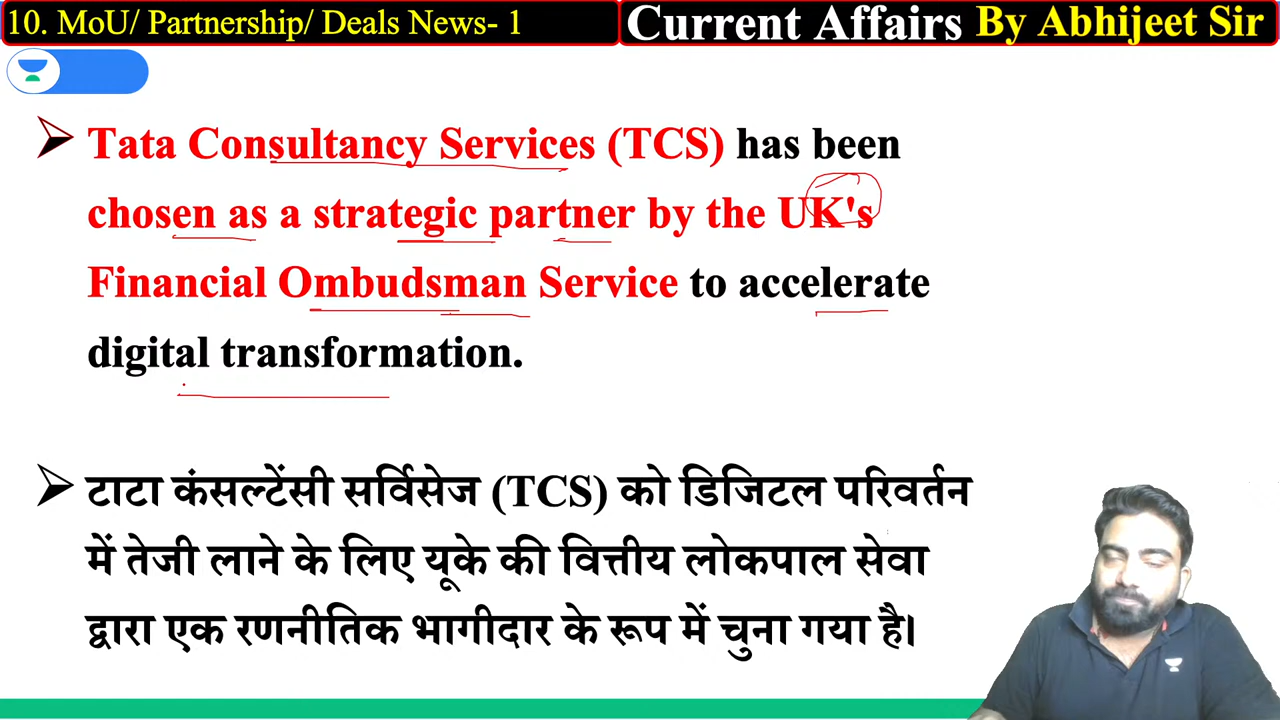 10. MoU/ Partnership/ Deals News- 1
Current Affairs By Abhijeet Sir
Tata Consultancy Services (TCS) has been
chosen as a strategic partner by the UK's
Financial Ombudsman Service to accelerate
digital transformation.
टाटा कंसल्टेंसी सर्विसेज (TCS) को डिजिटल परिवर्तन
में तेजी लाने के लिए यूके की वित्तीय लोकपाल सेवा
द्वारा एक रणनीतिक भागीदार के रूप में चुना गया है।